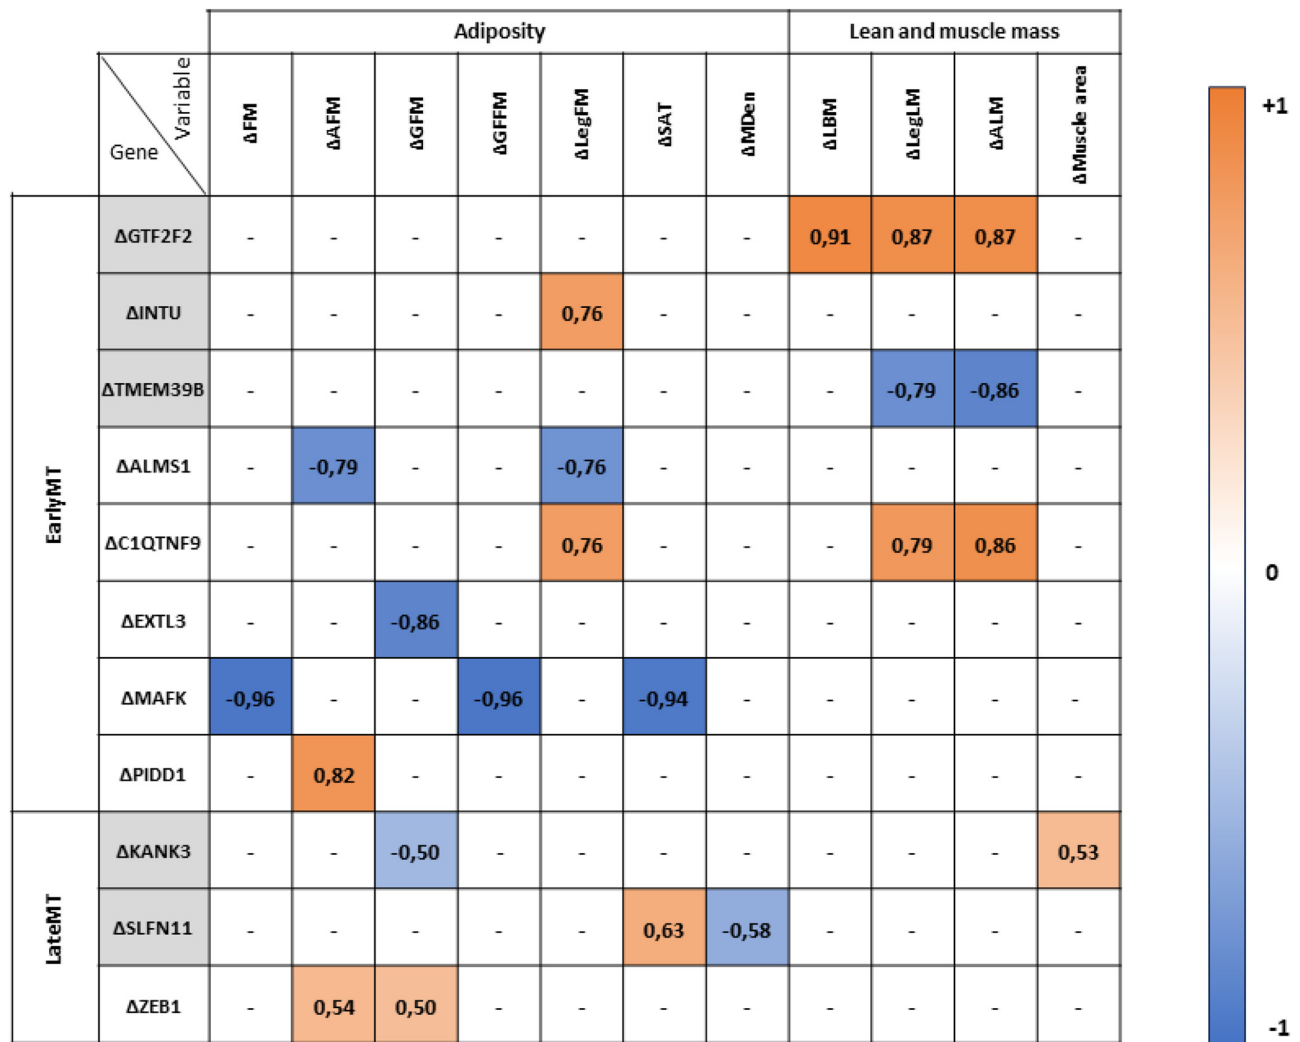 Adiposity Lean and muscle mass
Gene Variable ΔFM ΔAFM ΔGFM ΔGFFM ΔLegFM ΔSAT ΔMDen ΔLBM ΔLegLM ΔALM ΔMuscle area
EarlyMT
ΔGTF2F2 - - - - - - - 0,91 0,87 0,87 -
ΔINTU - - - - 0,76 - - - - - -
ΔTMEM39B - - - - - - - - -0,79 -0,86 -
ΔALMS1 - -0,79 - - -0,76 - - - - - -
ΔC1QTNF9 - - - - 0,76 - - - 0,79 0,86 -
ΔEXTL3 - - -0,86 - - - - - - - -
ΔMAFK -0,96 - - -0,96 - -0,94 - - - - -
ΔPIDD1 - 0,82 - - - - - - - - -
LateMT
ΔKANK3 - - -0,50 - - - - - - - 0,53
ΔSLFN11 - - - - - 0,63 -0,58 - - - -
ΔZEB1 - 0,54 0,50 - - - - - - - -
+1
0
-1